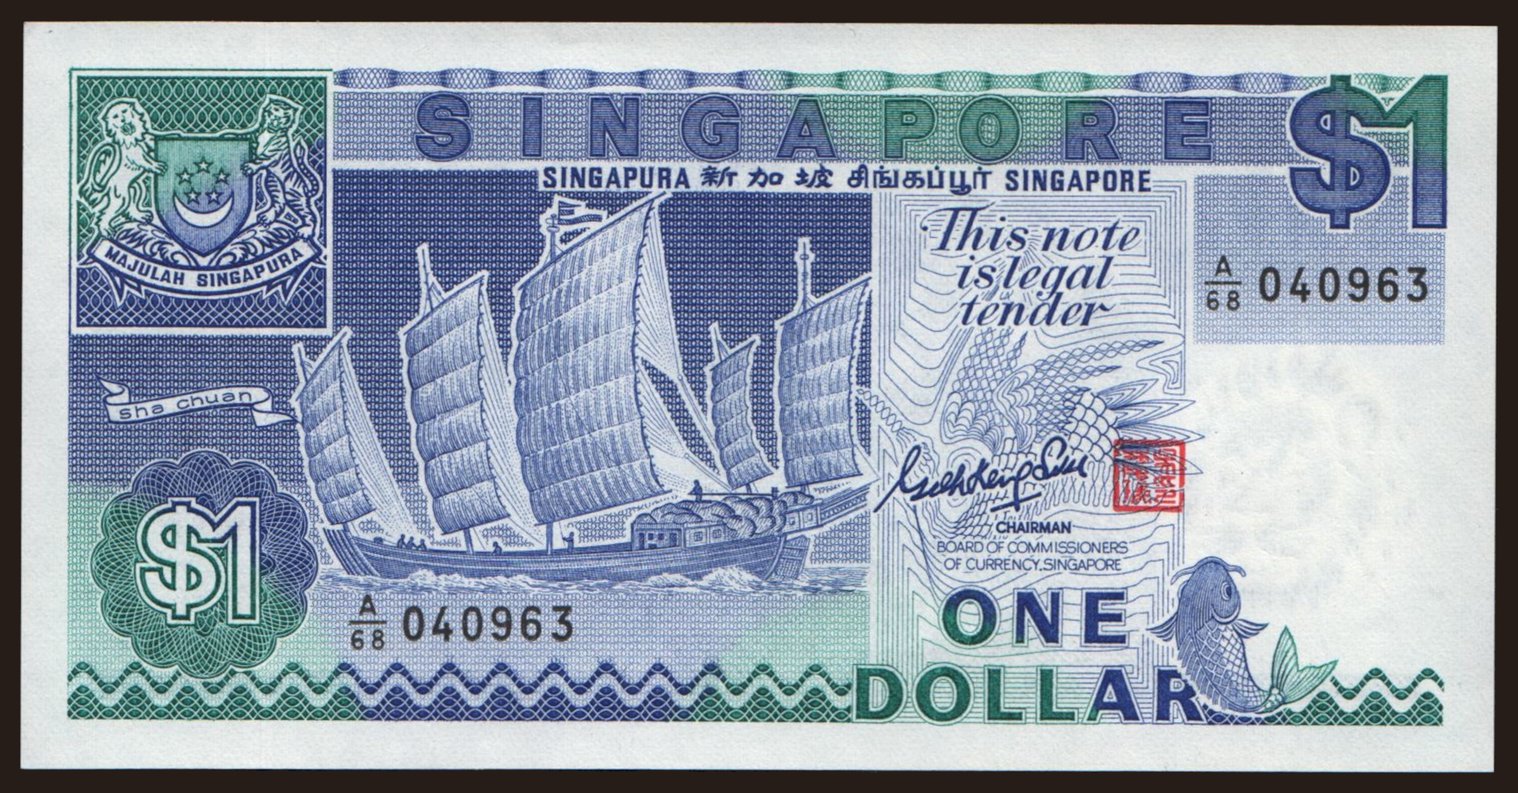 SINGAPORE
$1
SINGAPURA 新加坡 சிங்கப்பூர் SINGAPORE
MAJULAH SINGAPURA
This note
is legal
tender
A/68 040963
sha chuan
$1
CHAIRMAN
BOARD OF COMMISSIONERS
OF CURRENCY, SINGAPORE
A/68 040963
ONE
DOLLAR